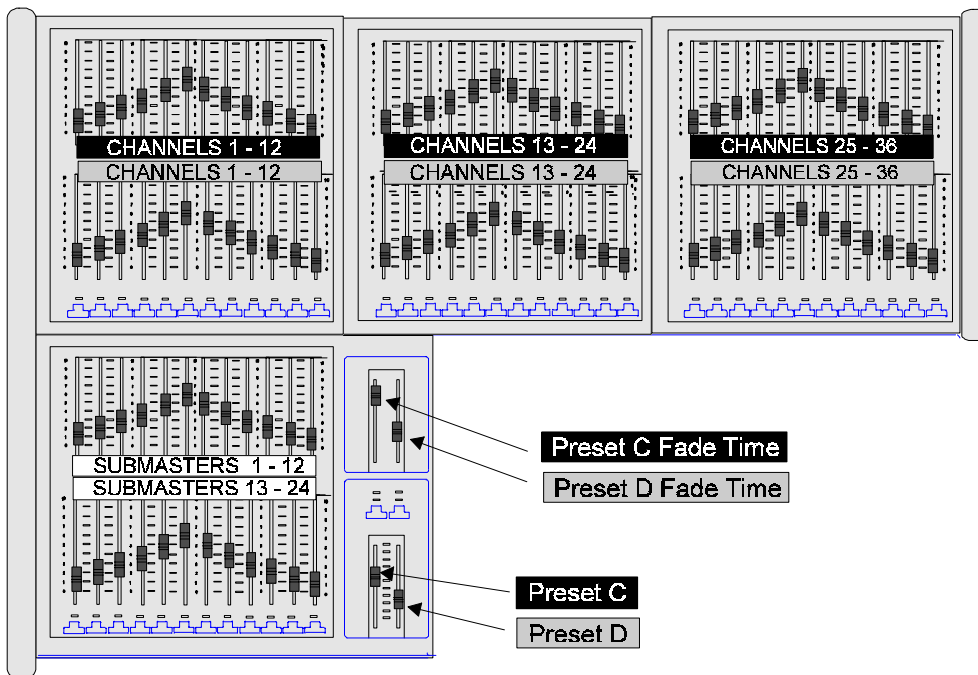 CHANNELS 1 - 12
CHANNELS 13 - 24
CHANNELS 25 - 36
CHANNELS 1 - 12
CHANNELS 13 - 24
CHANNELS 25 - 36
SUBMASTERS 1 - 12
SUBMASTERS 13 - 24
Preset C Fade Time
Preset D Fade Time
Preset C
Preset D